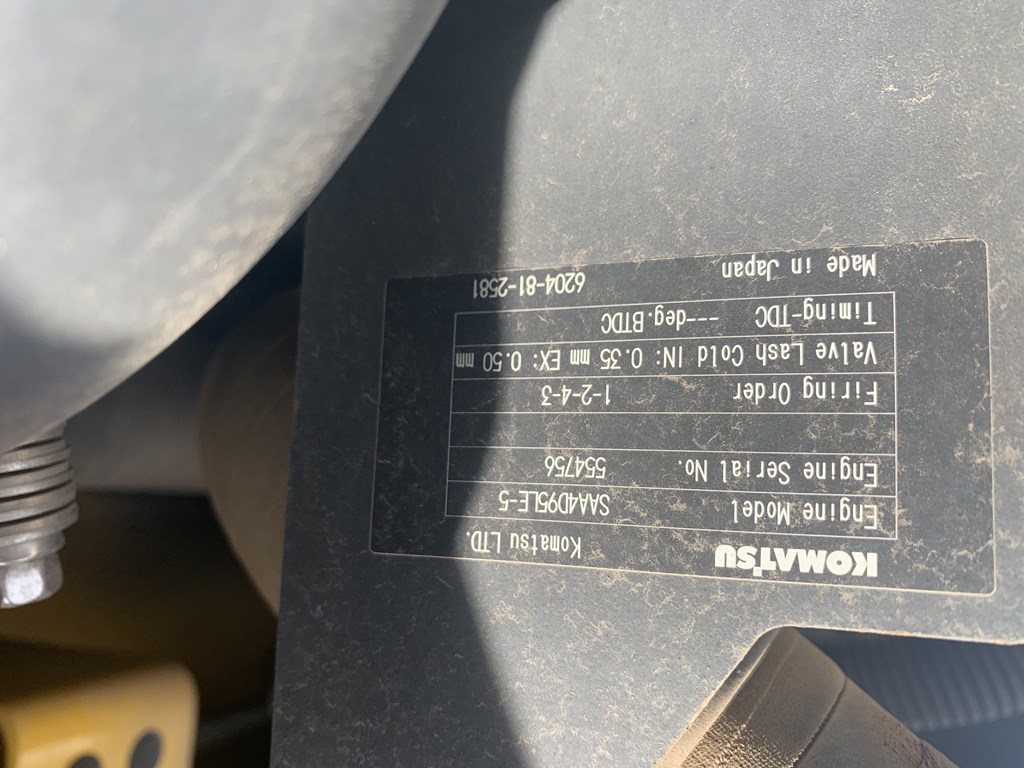 KOMATSU Komatsu LTD.
Engine Model SAA4D95LE-5
Engine Serial No. 554756
Firing Order 1-2-4-3
Valve Lash Cold IN: 0.35 mm EX: 0.50 mm
Timing-TDC ---deg.BTDC
Made in Japan 6204-81-2581